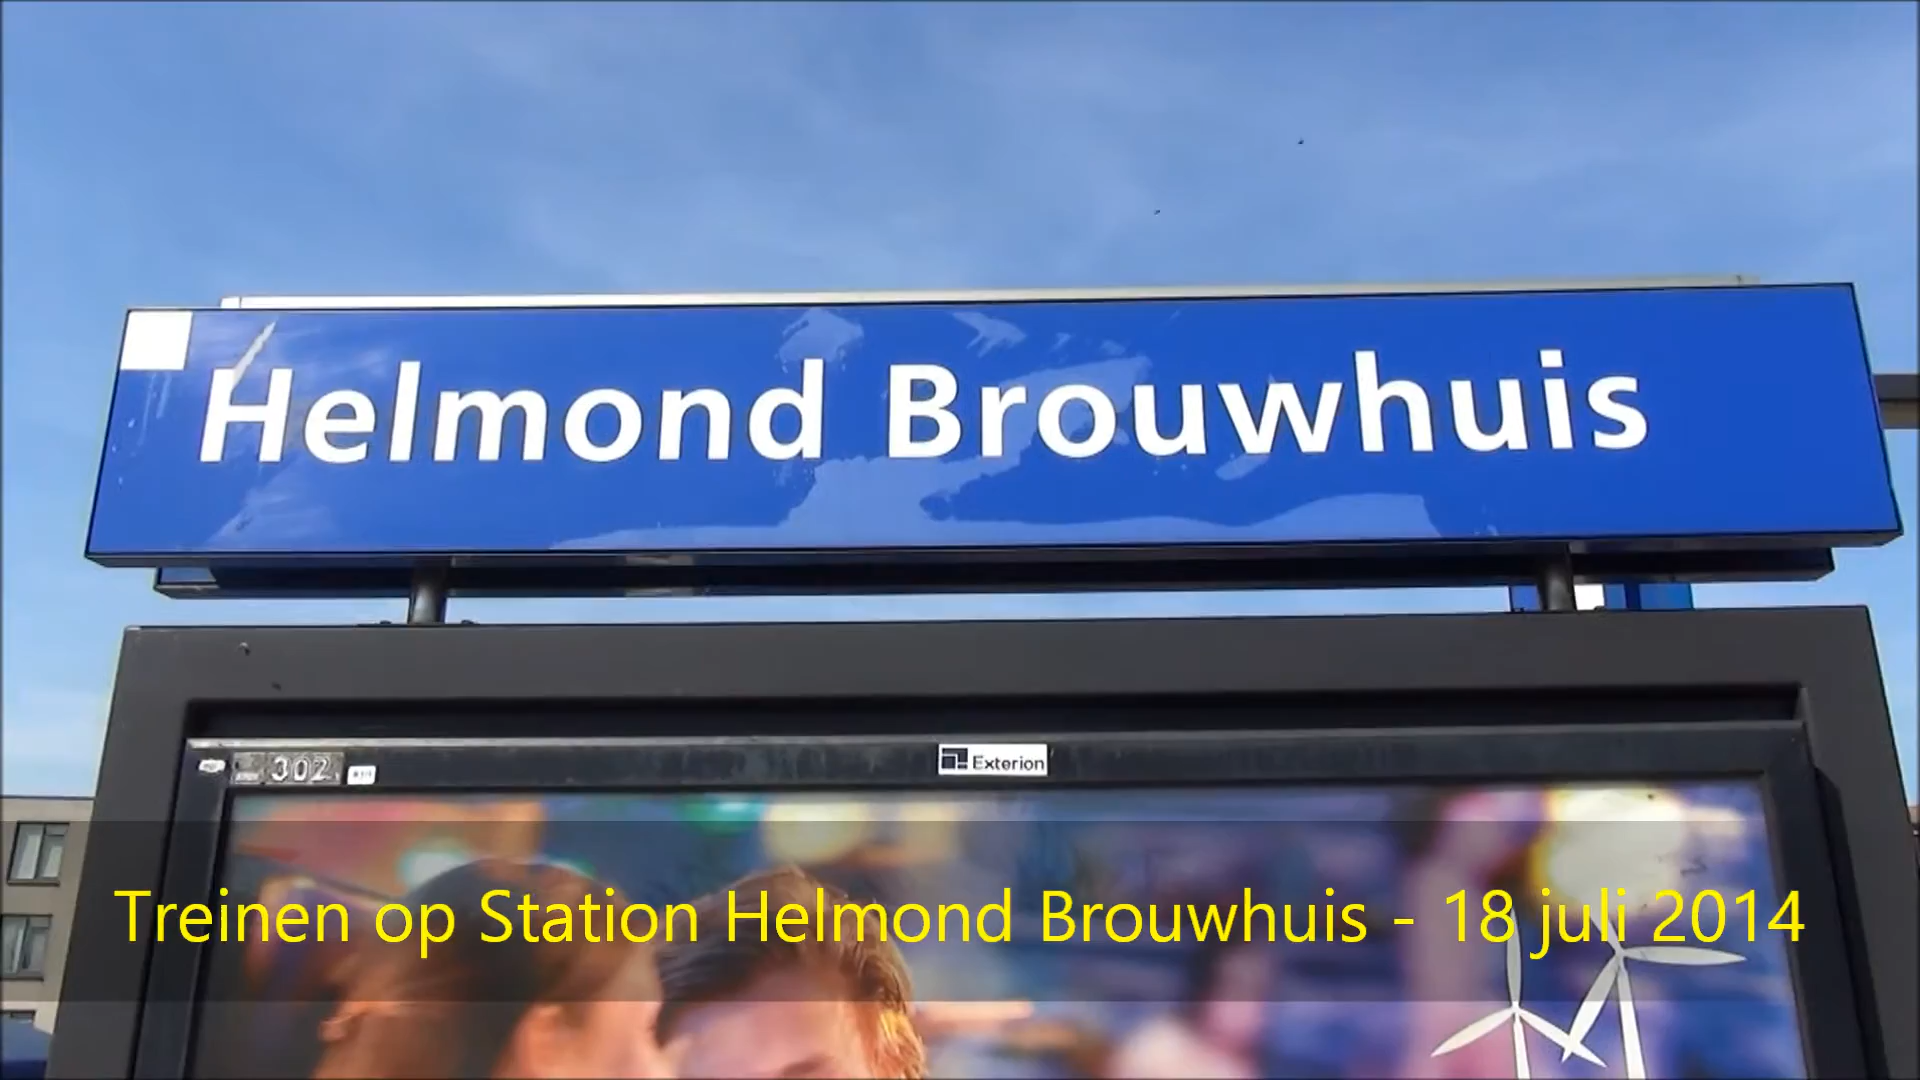 Helmond Brouwhuis
302
Exterion
Treinen op Station Helmond Brouwhuis - 18 juli 2014